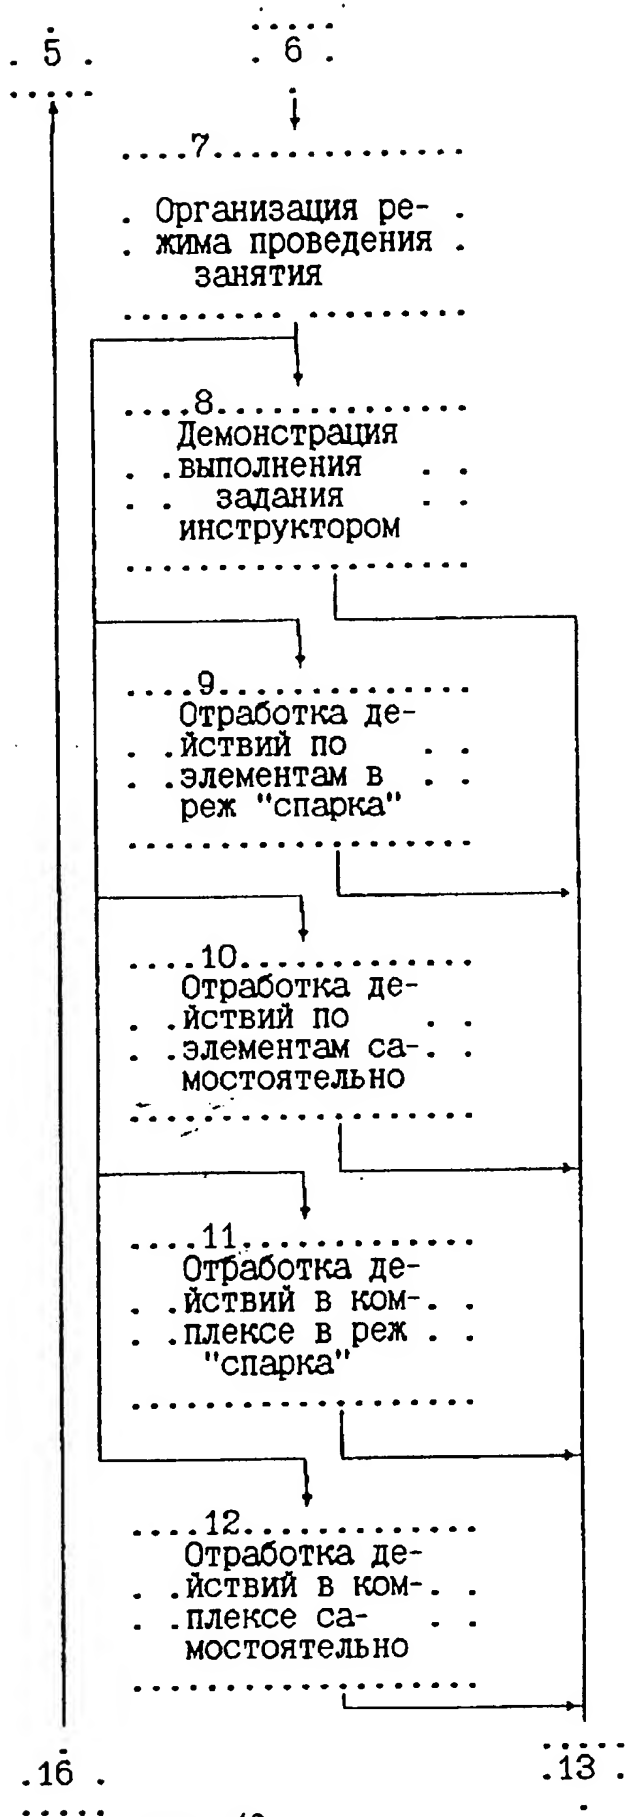 5
6
7
Организация ре-
жима проведения
занятия
8
Демонстрация
выполнения
задания
инструктором
9
Отработка де-
йствий по
элементам в
реж "спарка"
10
Отработка де-
йствий по
элементам са-
мостоятельно
11
Отработка де-
йствий в ком-
плексе в реж
"спарка"
12
Отработка де-
йствий в ком-
плексе са-
мостоятельно
16
13